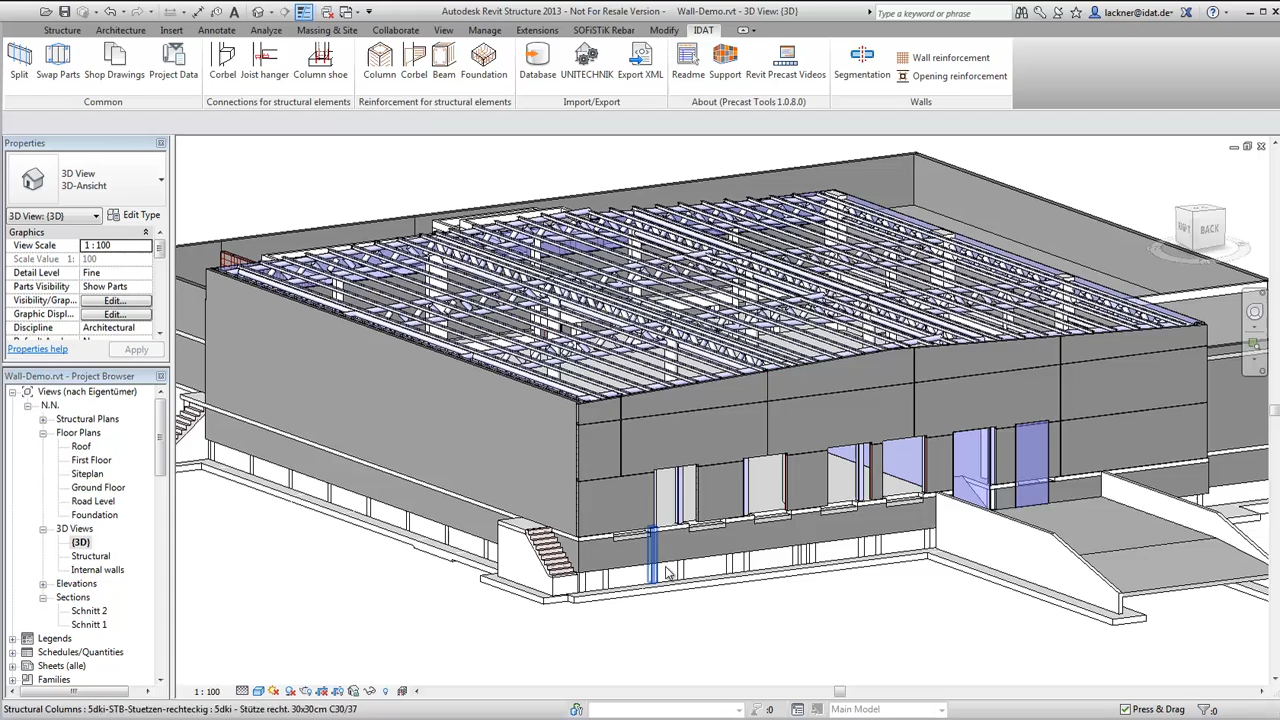 Autodesk Revit Structure 2013 - Not For Resale Version - Wall-Demo.rvt - 3D View: {3D}
Type a keyword or phrase
lackner@idat.de
Structure Architecture Insert Annotate Analyze Massing & Site Collaborate View Manage Extensions SOFiSTiK Rebar Modify IDAT
Split Swap Parts Shop Drawings Project Data
Common
Corbel Joist hanger Column shoe
Connections for structural elements
Column Corbel Beam Foundation
Reinforcement for structural elements
Database UNITECHNIK Export XML
Import/Export
Readme Support Revit Precast Videos
About (Precast Tools 1.0.8.0)
Segmentation Wall reinforcement
Opening reinforcement
Walls
Properties
3D View
3D-Ansicht
3D View: {3D} Edit Type
Graphics
View Scale 1 : 100
Scale Value 1: 100
Detail Level Fine
Parts Visibility Show Parts
Visibility/Grap... Edit...
Graphic Displ... Edit...
Discipline Architectural
Properties help Apply
Wall-Demo.rvt - Project Browser
Views (nach Eigentümer)
N.N.
Structural Plans
Floor Plans
Roof
First Floor
Siteplan
Ground Floor
Road Level
Foundation
3D Views
{3D}
Structural
Internal walls
Elevations
Sections
Schnitt 2
Schnitt 1
Legends
Schedules/Quantities
Sheets (alle)
Families
BACK
1 : 100
Structural Columns : 5dki-STB-Stuetzen-rechteckig : 5dki - Stütze recht. 30x30cm C30/37
:0 Main Model Press & Drag :0